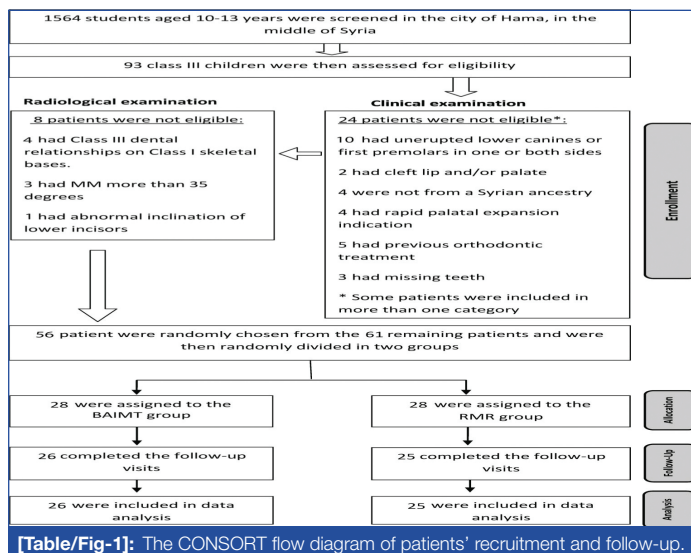 1564 students aged 10-13 years were screened in the city of Hama, in the
middle of Syria
93 class III children were then assessed for eligibility
Radiological examination
8 patients were not eligible:
4 had Class III dental
relationships on Class I skeletal
bases.
3 had MM more than 35
degrees
1 had abnormal inclination of
lower incisors
Clinical examination
24 patients were not eligible*:
10 had unerupted lower canines or
first premolars in one or both sides
2 had cleft lip and/or palate
4 were not from a Syrian ancestry
4 had rapid palatal expansion
indication
5 had previous orthodontic
treatment
3 had missing teeth
* Some patients were included in
more than one category
Enrollment
56 patient were randomly chosen from the 61 remaining patients and were
then randomly divided in two groups
28 were assigned to the
BAIMT group
28 were assigned to the
RMR group
Allocation
26 completed the follow-up
visits
25 completed the follow-up
visits
Follow-Up
26 were included in data
analysis
25 were included in data
analysis
Analysis
[Table/Fig-1]: The CONSORT flow diagram of patients' recruitment and follow-up.